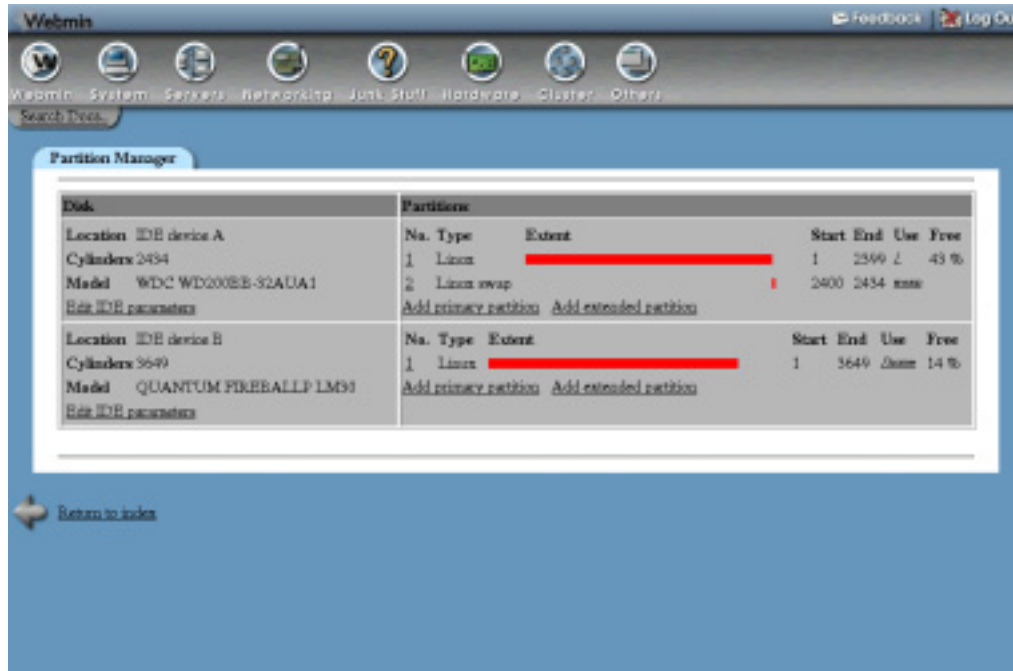 Webmin
Feedback Log Ou
Webmin System Servers Networking Junk Stuff Hardware Cluster Others
Search Docs..
Partition Manager
Disk Partitions
Location IDE device A
Cylinders 2434
Model WDC WD200EB-32AUA1
Edit IDE parameters
No. Type Extent Start End Use Free
1 Linux 1 2399 / 43 %
2 Linux swap 2400 2434
Add primary partition Add extended partition
Location IDE device B
Cylinders 3649
Model QUANTUM FIREBALLP LM30
Edit IDE parameters
No. Type Extent Start End Use Free
1 Linux 1 3649 /home 14 %
Add primary partition Add extended partition
Return to index